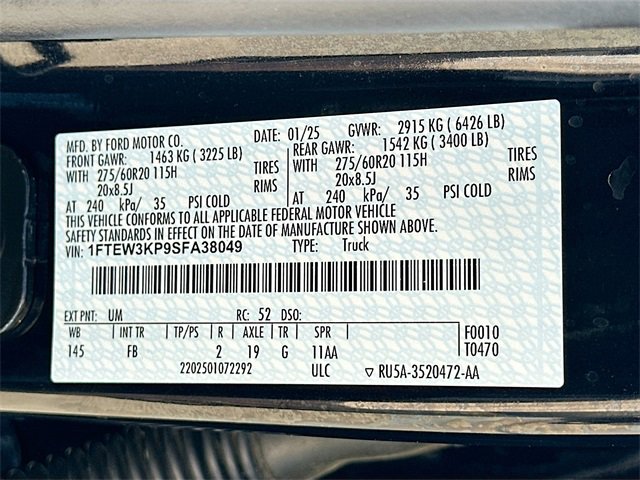 MFD. BY FORD MOTOR CO.
DATE: 01/25 GVWR: 2915 KG ( 6426 LB)
FRONT GAWR: 1463 KG ( 3225 LB)
WITH 275/60R20 115H TIRES
20x8.5J RIMS
AT 240 kPa/ 35 PSI COLD
REAR GAWR: 1542 KG ( 3400 LB)
WITH 275/60R20 115H TIRES
20x8.5J RIMS
AT 240 kPa/ 35 PSI COLD
THIS VEHICLE CONFORMS TO ALL APPLICABLE FEDERAL MOTOR VEHICLE
SAFETY STANDARDS IN EFFECT ON THE DATE OF MANUFACTURE SHOWN ABOVE.
VIN: 1FTEW3KP9SFA38049 TYPE: Truck
EXT PNT: UM RC: 52 DSO:
WB INT TR TP/PS R AXLE TR SPR F0010
145 FB 2 19 G 11AA T0470
2202501072292 ULC ▽ RU5A-3520472-AA